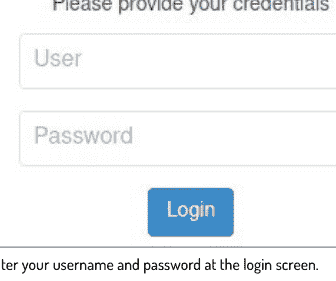 Please provide your credentials
User
Password
Login
ter your username and password at the login screen.